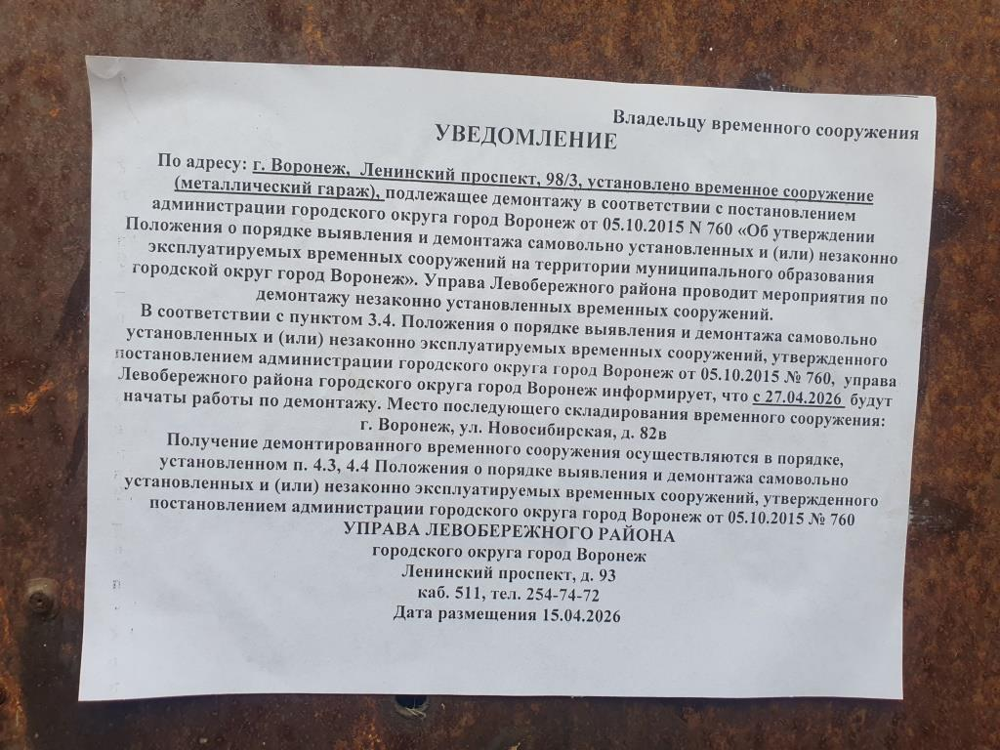 Владельцу временного сооружения
УВЕДОМЛЕНИЕ
По адресу: г. Воронеж, Ленинский проспект, 98/3, установлено временное сооружение
(металлический гараж), подлежащее демонтажу в соответствии с постановлением
администрации городского округа город Воронеж от 05.10.2015 N 760 «Об утверждении
Положения о порядке выявления и демонтажа самовольно установленных и (или) незаконно
эксплуатируемых временных сооружений на территории муниципального образования
городской округ город Воронеж». Управа Левобережного района проводит мероприятия по
демонтажу незаконно установленных временных сооружений.
В соответствии с пунктом 3.4. Положения о порядке выявления и демонтажа самовольно
установленных и (или) незаконно эксплуатируемых временных сооружений, утвержденного
постановлением администрации городского округа город Воронеж от 05.10.2015 № 760, управа
Левобережного района городского округа город Воронеж информирует, что с 27.04.2026 будут
начаты работы по демонтажу. Место последующего складирования временного сооружения:
г. Воронеж, ул. Новосибирская, д. 82в
Получение демонтированного временного сооружения осуществляются в порядке,
установленном п. 4.3, 4.4 Положения о порядке выявления и демонтажа самовольно
установленных и (или) незаконно эксплуатируемых временных сооружений, утвержденного
постановлением администрации городского округа город Воронеж от 05.10.2015 № 760
УПРАВА ЛЕВОБЕРЕЖНОГО РАЙОНА
городского округа город Воронеж
Ленинский проспект, д. 93
каб. 511, тел. 254-74-72
Дата размещения 15.04.2026